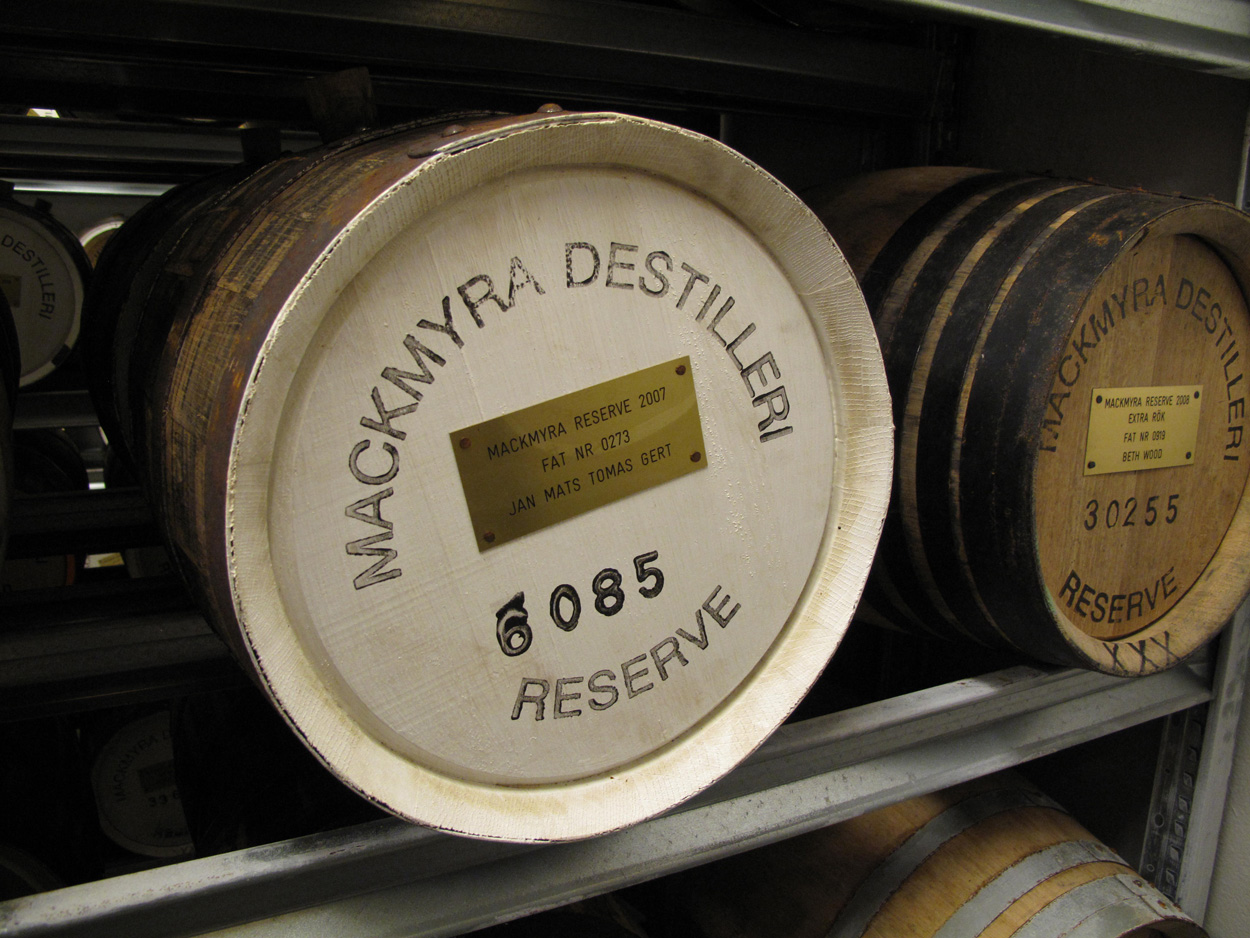 MACKMYRA DESTILLERI
MACKMYRA RESERVE 2007
FAT NR 0273
JAN MATS TOMAS GERT
6085
RESERVE
MACKMYRA DESTILLERI
MACKMYRA RESERVE 2008
EXTRA RÖK
FAT NR 0919
BETH WOOD
30255
RESERVE
XXX
DESTILLERI
MACKMYRA